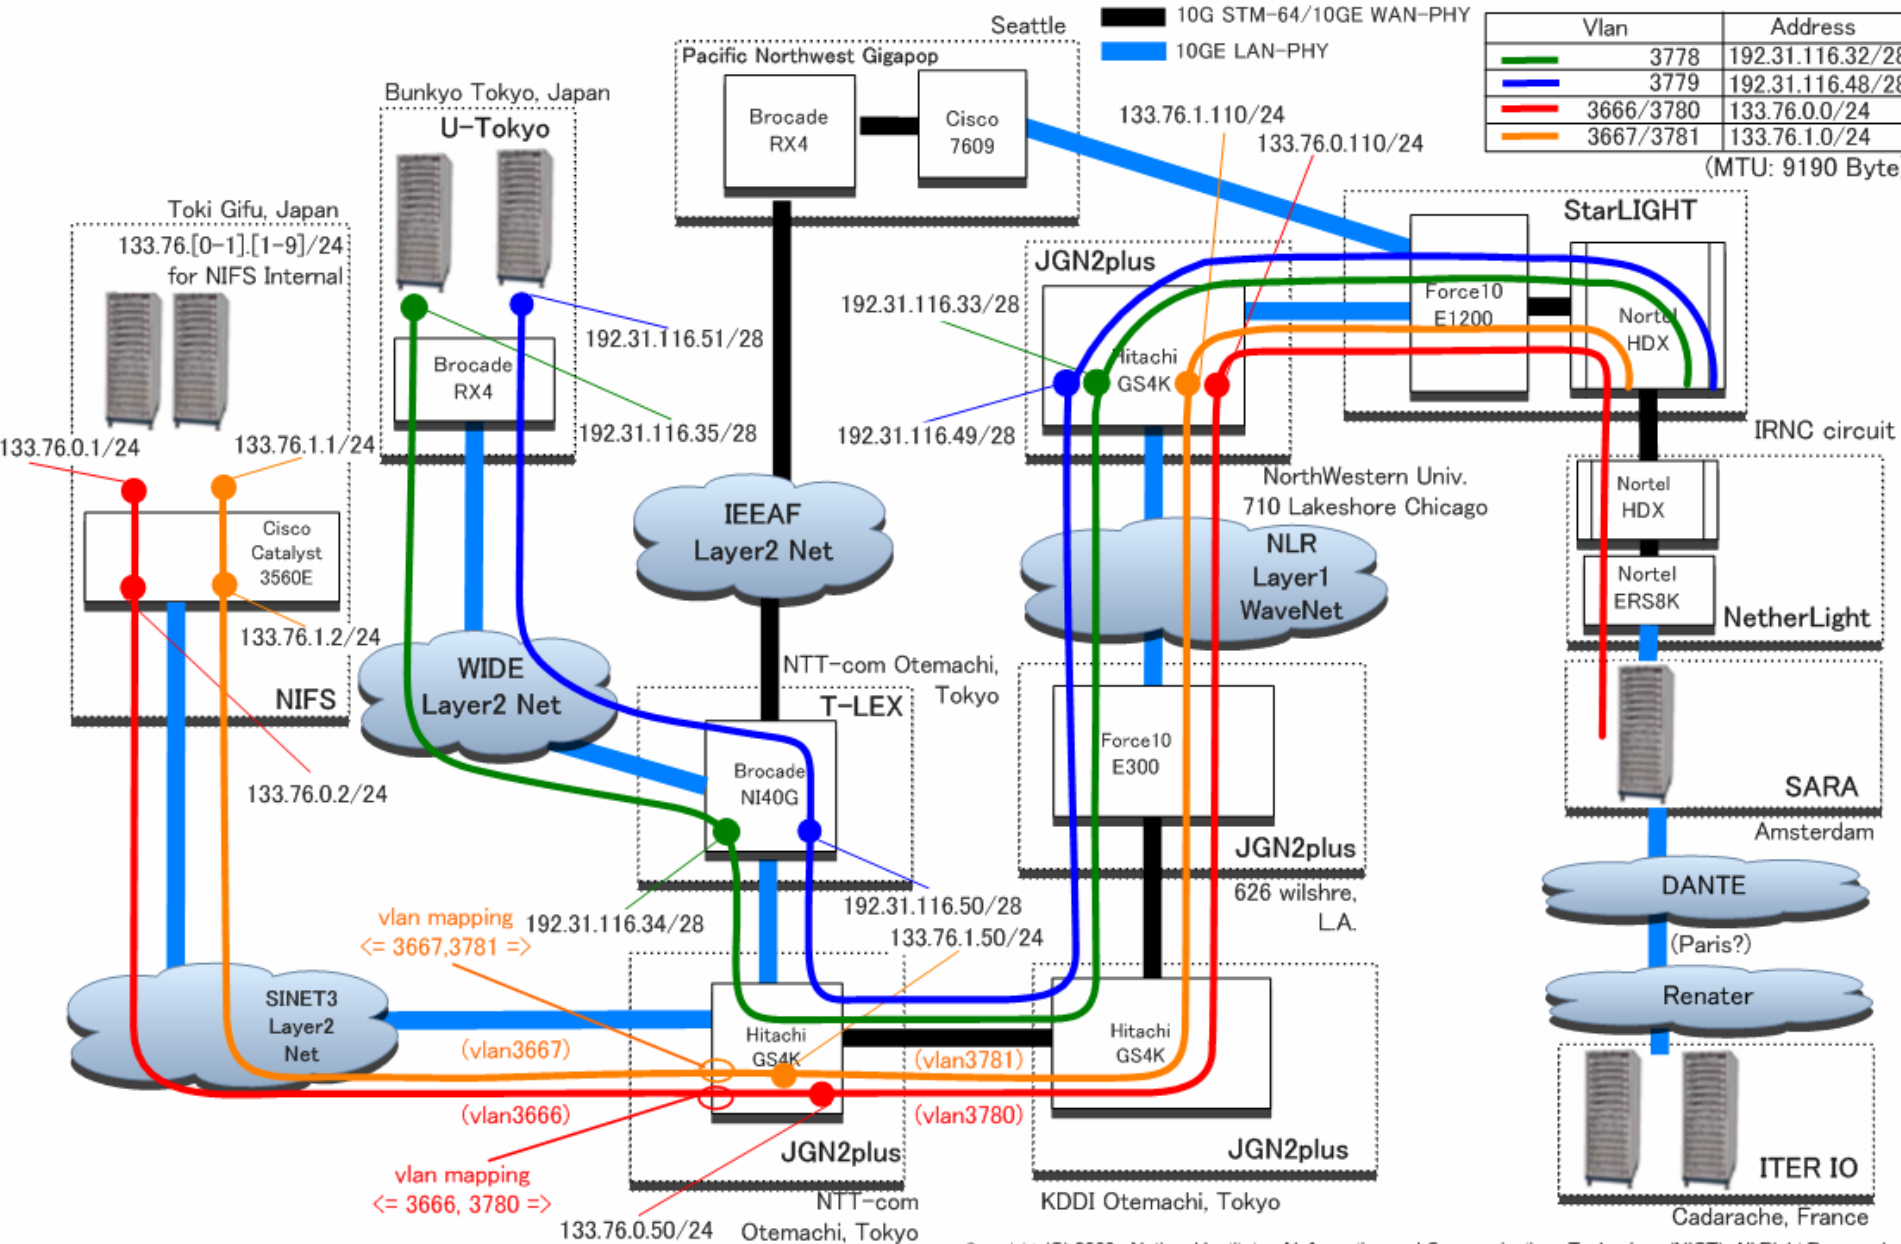 Seattle
10G STM-64/10GE WAN-PHY
10GE LAN-PHY
Vlan Address
3778 192.31.116.32/28
3779 192.31.116.48/28
3666/3780 133.76.0.0/24
3667/3781 133.76.1.0/24
(MTU: 9190 Byte)
Pacific Northwest Gigapop
Brocade
RX4
Cisco
7609
Bunkyo Tokyo, Japan
U-Tokyo
192.31.116.51/28
Brocade
RX4
192.31.116.35/28
Toki Gifu, Japan
133.76.[0-1].[1-9]/24
for NIFS Internal
133.76.0.1/24
133.76.1.1/24
Cisco
Catalyst
3560E
133.76.1.2/24
NIFS
133.76.0.2/24
133.76.1.110/24
133.76.0.110/24
JGN2plus
192.31.116.33/28
Hitachi
GS4K
192.31.116.49/28
StarLIGHT
Force10
E1200
Nortel
HDX
IRNC circuit
NorthWestern Univ.
710 Lakeshore Chicago
IEEAF
Layer2 Net
NLR
Layer1
WaveNet
Nortel
HDX
Nortel
ERS8K
NetherLight
WIDE
Layer2 Net
NTT-com Otemachi,
Tokyo
T-LEX
Brocade
NI40G
Force10
E300
JGN2plus
626 wilshre,
L.A.
SARA
Amsterdam
DANTE
(Paris?)
Renater
192.31.116.34/28
192.31.116.50/28
133.76.1.50/24
vlan mapping
<= 3667,3781 =>
SINET3
Layer2
Net
(vlan3667)
(vlan3666)
Hitachi
GS4K
(vlan3781)
(vlan3780)
Hitachi
GS4K
JGN2plus
JGN2plus
vlan mapping
<= 3666, 3780 =>
133.76.0.50/24
NTT-com
Otemachi, Tokyo
KDDI Otemachi, Tokyo
ITER IO
Cadarache, France